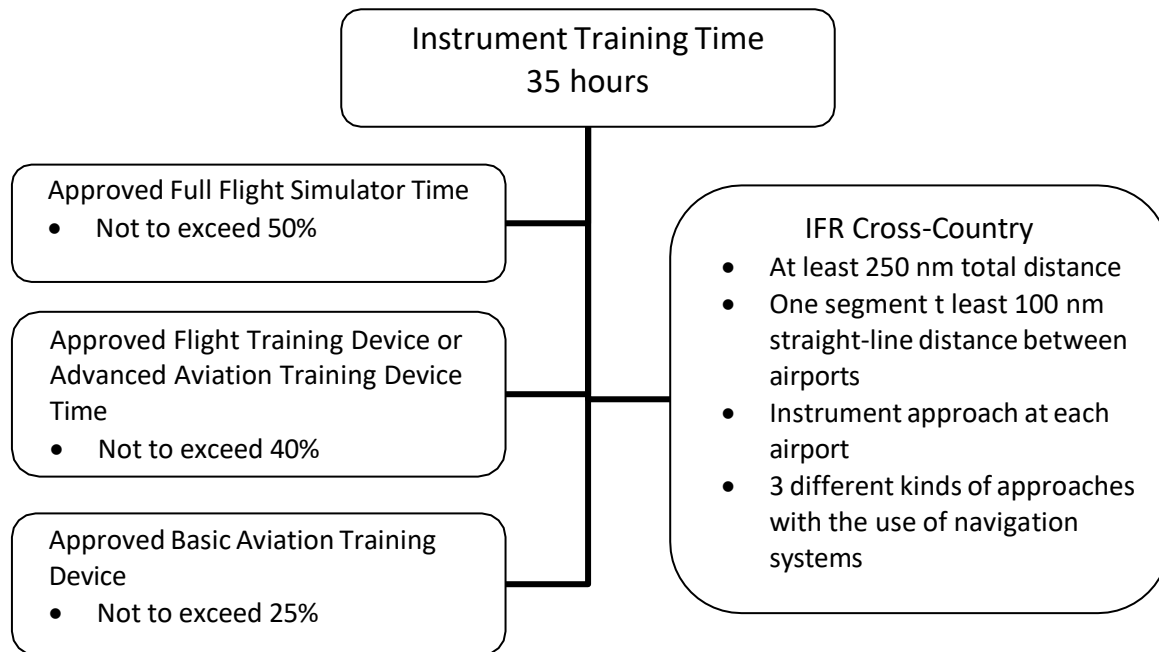 Instrument Training Time
35 hours
Approved Full Flight Simulator Time
• Not to exceed 50%
Approved Flight Training Device or
Advanced Aviation Training Device
Time
• Not to exceed 40%
Approved Basic Aviation Training
Device
• Not to exceed 25%
IFR Cross-Country
• At least 250 nm total distance
• One segment t least 100 nm
straight-line distance between
airports
• Instrument approach at each
airport
• 3 different kinds of approaches
with the use of navigation
systems